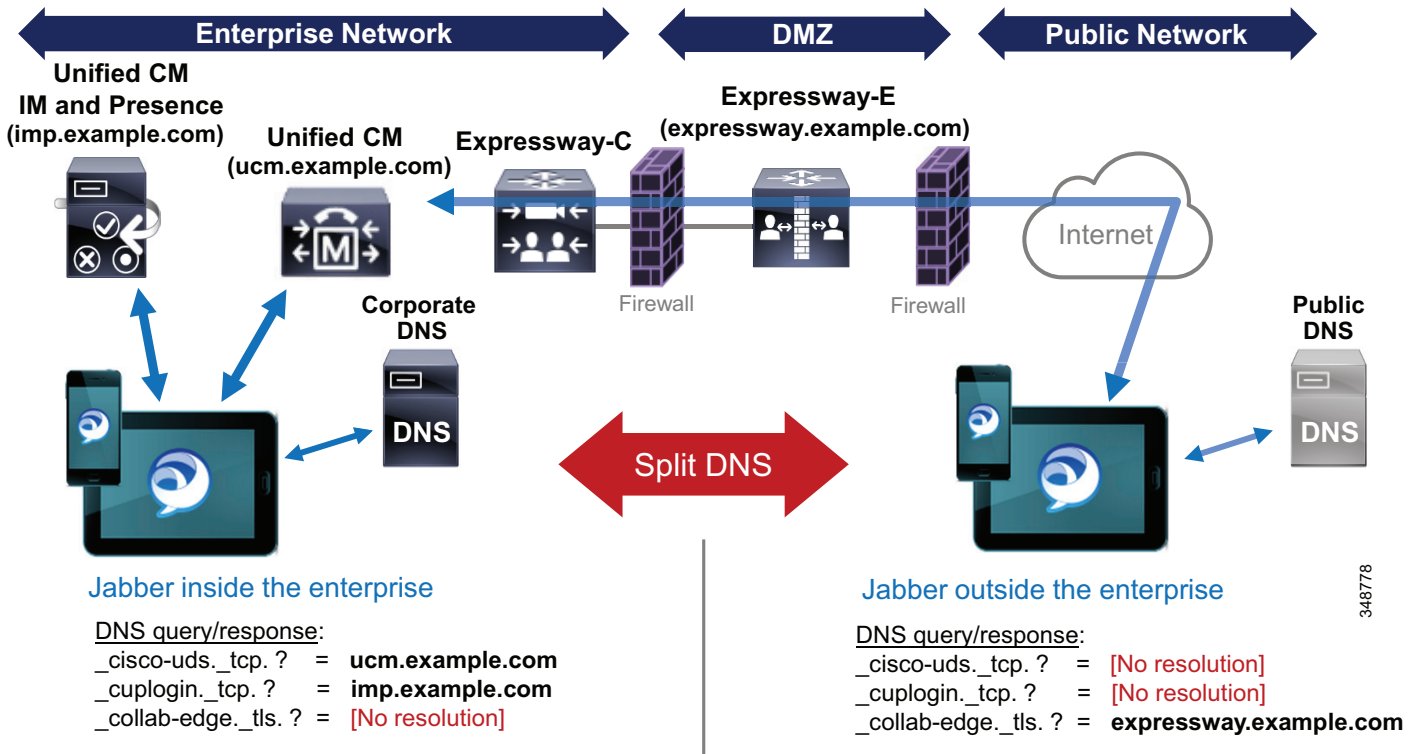 Enterprise Network
DMZ
Public Network
Unified CM
IM and Presence
(imp.example.com)
Unified CM
(ucm.example.com)
Expressway-C
Expressway-E
(expressway.example.com)
M
Firewall
Firewall
Internet
Corporate
DNS
DNS
Public
DNS
DNS
Split DNS
Jabber inside the enterprise
DNS query/response:
_cisco-uds._tcp. ? = ucm.example.com
_cuplogin._tcp. ? = imp.example.com
_collab-edge._tls. ? = [No resolution]
Jabber outside the enterprise
DNS query/response:
_cisco-uds._tcp. ? = [No resolution]
_cuplogin._tcp. ? = [No resolution]
_collab-edge._tls. ? = expressway.example.com
348778